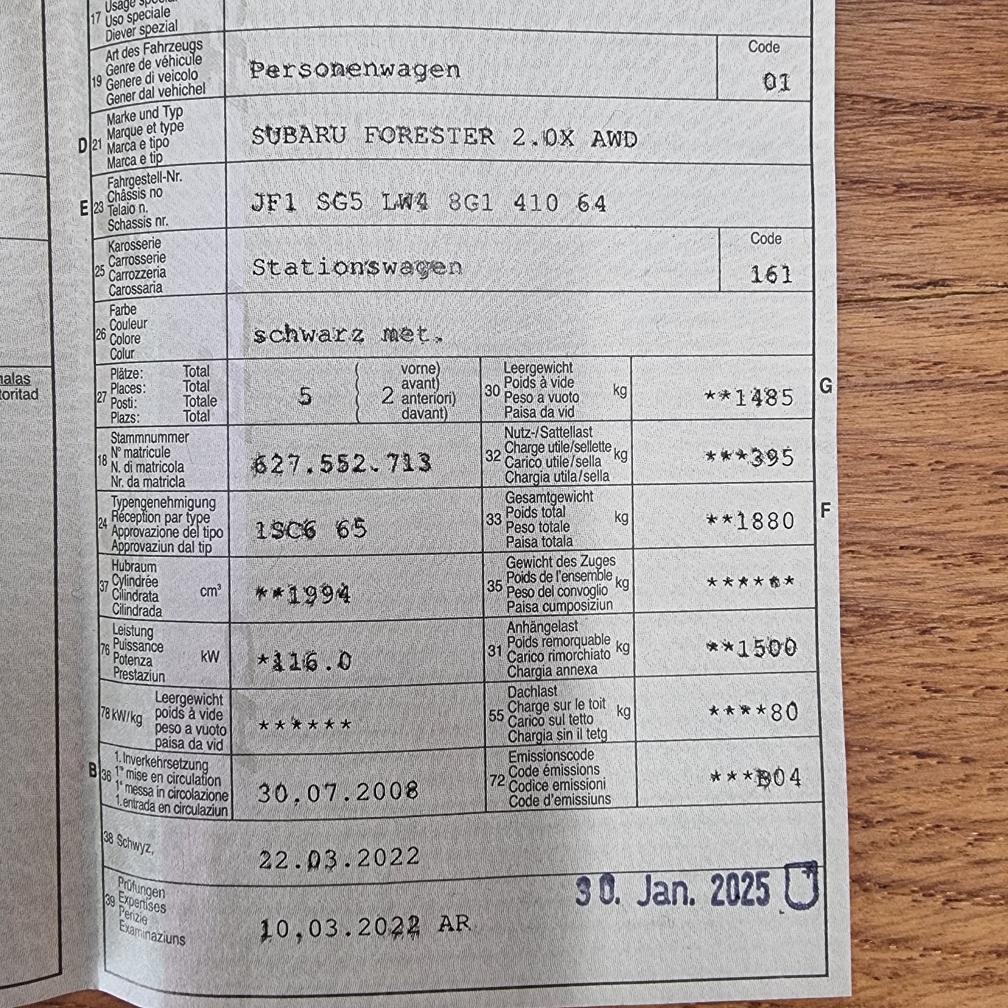 17 Usage
Uso speciale
Diever spezial
19 Art des Fahrzeugs
Genre de véhicule
Genere di veicolo
Gener dal vehichel
Personenwagen
Code
01
D 21 Marke und Typ
Marque et type
Marca e tipo
Marca e tip
SUBARU FORESTER 2.0X AWD
E 23 Fahrgestell-Nr.
Châssis no
Telaio n.
Schassis nr.
JF1 SG5 LW4 8G1 410 64
25 Karosserie
Carrosserie
Carrozzeria
Carossaria
Stationswagen
Code
161
26 Farbe
Couleur
Colore
Colur
schwarz met.
27 Plätze: Total
Places: Total
Posti: Totale
Plazs: Total
5
( vorne)
( avant)
2 anteriori)
( davant)
30 Leergewicht
Poids à vide
Peso a vuoto
Paisa da vid
kg
**1485
G
18 Stammnummer
N° matricule
N. di matricola
Nr. da matricla
627.552.713
32 Nutz-/Sattellast
Charge utile/sellette
Carico utile/sella
Chargia utila/sella
kg
***395
24 Typengenehmigung
Réception par type
Approvazione del tipo
Approvaziun dal tip
1SC6 65
33 Gesamtgewicht
Poids total
Peso totale
Paisa totala
kg
**1880
F
37 Hubraum
Cylindrée
Cilindrata
Cilindrada
cm³
**1994
35 Gewicht des Zuges
Poids de l'ensemble
Peso del convoglio
Paisa cumposiziun
kg
******
76 Leistung
Puissance
Potenza
Prestaziun
kW
*116.0
31 Anhängelast
Poids remorquable
Carico rimorchiato
Chargia annexa
kg
**1500
78 kW/kg
Leergewicht
poids à vide
peso a vuoto
paisa da vid
******
55 Dachlast
Charge sur le toit
Carico sul tetto
Chargia sin il tetg
kg
****80
B 36 1. Inverkehrsetzung
1re mise en circulation
1a messa in circolazione
1. entrada en circulaziun
30.07.2008
72 Emissionscode
Code émissions
Codice emissioni
Code d'emissiuns
***B04
38 Schwyz,
22.03.2022
39 Prüfungen
Expertises
Perizie
Examinaziuns
10,03.2022 AR
30. Jan. 2025